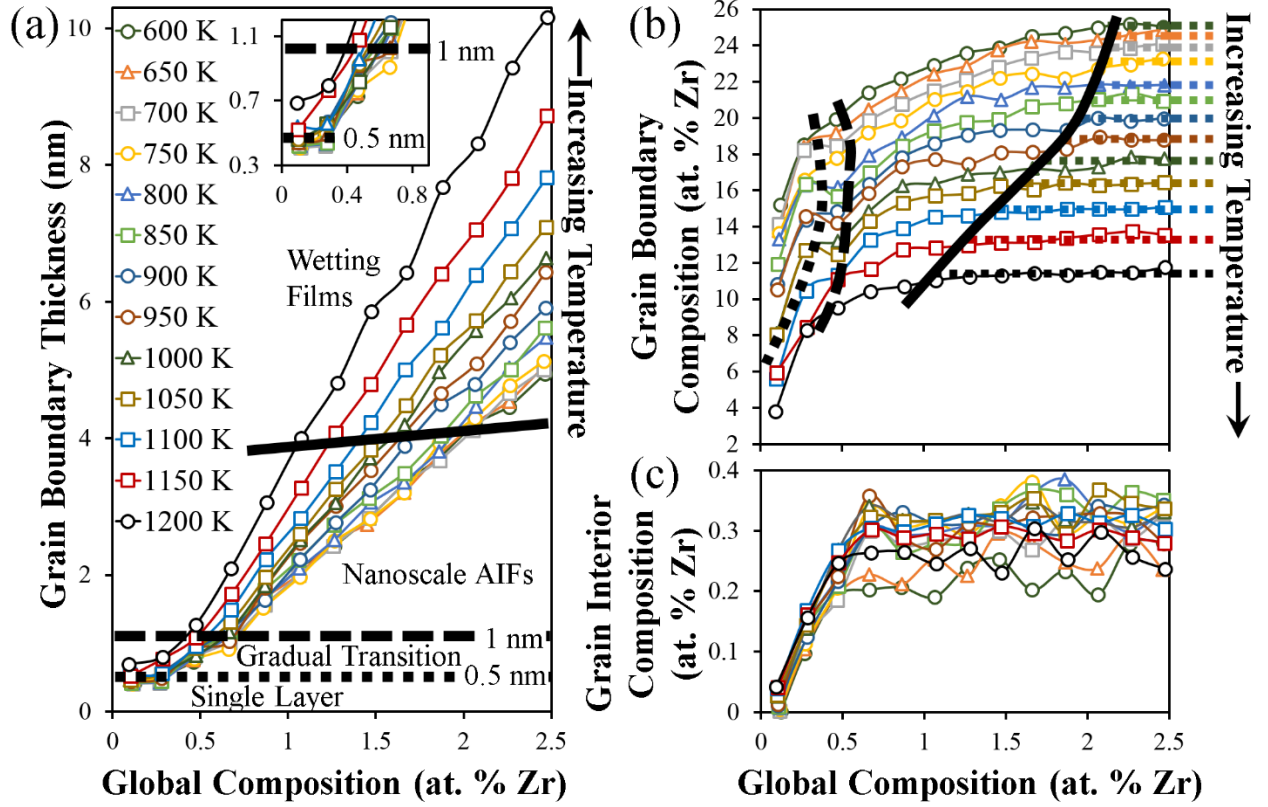 (a)
Grain Boundary Thickness (nm)
10
8
6
4
2
0
600 K
650 K
700 K
750 K
800 K
850 K
900 K
950 K
1000 K
1050 K
1100 K
1150 K
1200 K
1.1
0.7
0.3
0
0.4
0.8
1 nm
0.5 nm
Wetting
Films
Nanoscale AIFs
1 nm
Gradual Transition
0.5 nm
Single Layer
0 0.5 1 1.5 2 2.5
Global Composition (at. % Zr)
Increasing Temperature
(b)
Grain Boundary
Composition (at. % Zr)
26
24
22
20
18
16
14
12
10
8
6
4
2
Increasing Temperature
(c)
Grain Interior
Composition
(at. % Zr)
0.4
0.3
0.2
0.1
0
0 0.5 1 1.5 2 2.5
Global Composition (at. % Zr)